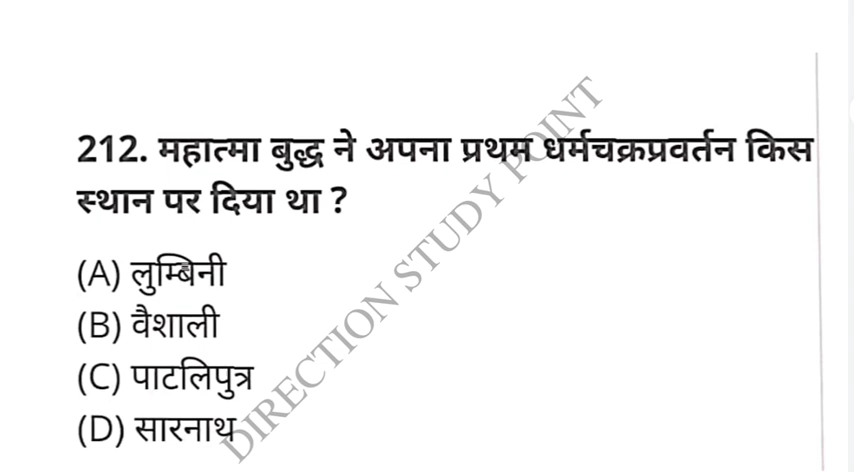 212. महात्मा बुद्ध ने अपना प्रथम धर्मचक्रप्रवर्तन किस
स्थान पर दिया था ?
(A) लुम्बिनी
(B) वैशाली
(C) पाटलिपुत्र
(D) सारनाथ
DIRECTION STUDY POINT